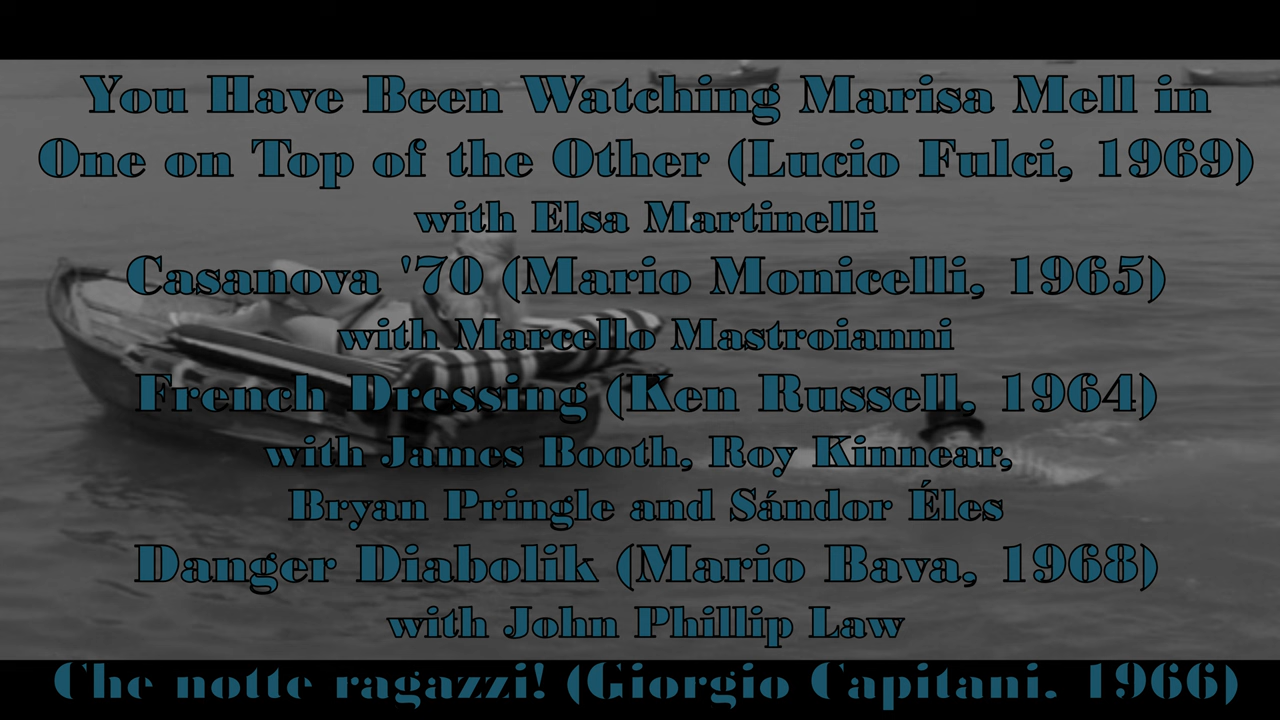 You Have Been Watching Marisa Mell in
One on Top of the Other (Lucio Fulci, 1969)
with Elsa Martinelli
Casanova '70 (Mario Monicelli, 1965)
with Marcello Mastroianni
French Dressing (Ken Russell, 1964)
with James Booth, Roy Kinnear,
Bryan Pringle and Sándor Éles
Danger Diabolik (Mario Bava, 1968)
with John Phillip Law
Che notte ragazzi! (Giorgio Capitani. 1966)